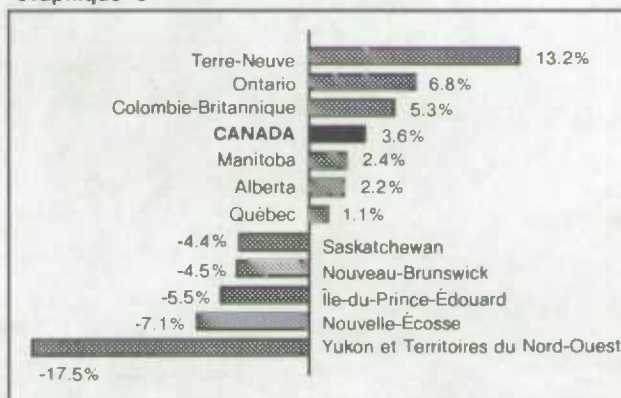 Graphique
Terre-Neuve 13.2%
Ontario 6.8%
Colombie-Britannique 5.3%
CANADA 3.6%
Manitoba 2.4%
Alberta 2.2%
Québec 1.1%
-4.4% Saskatchewan
-4.5% Nouveau-Brunswick
-5.5% Île-du-Prince-Édouard
-7.1% Nouvelle-Écosse
Yukon et Territoires du Nord-Ouest
-17.5%